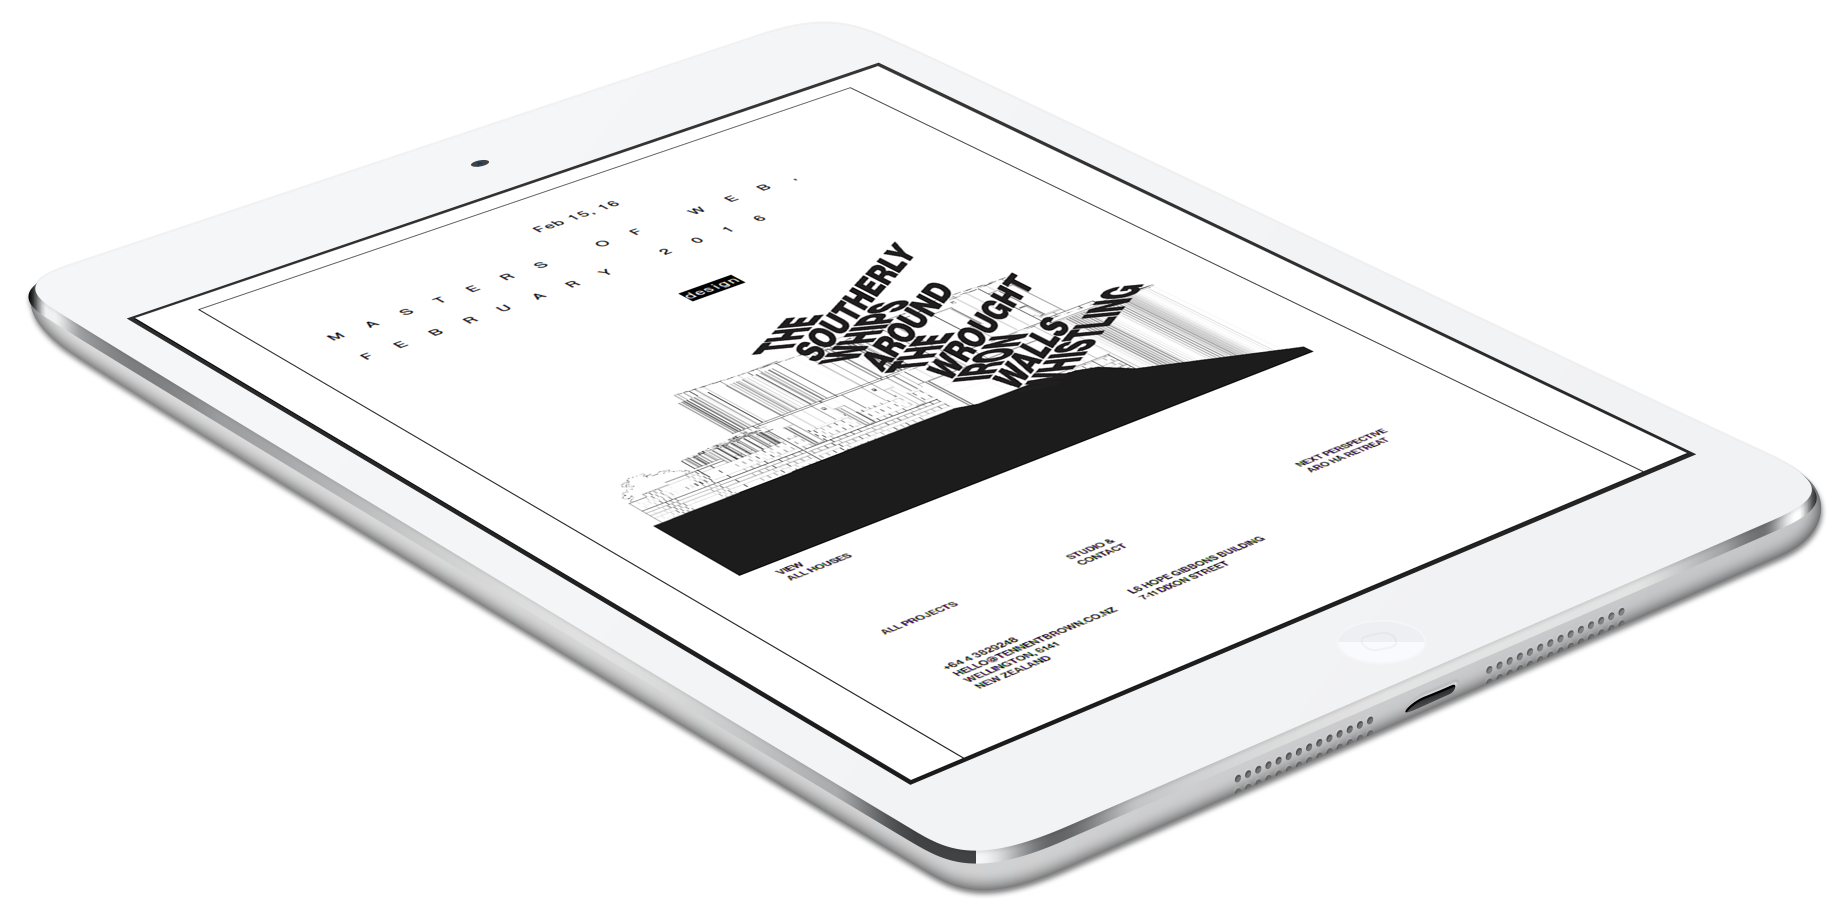 Feb 15, 16
MASTERS OF WEB,
FEBRUARY 2016
design
THE
SOUTHERLY
WHIPS
AROUND
THE
WROUGHT
IRON
WALLS
WHISTLING
NEXT PERSPECTIVE
ARO HA RETREAT
VIEW
ALL HOUSES
STUDIO &
CONTACT
ALL PROJECTS
L6 HOPE GIBBONS BUILDING
7-11 DIXON STREET
+64 4 3829248
HELLO@TENNENTBROWN.CO.NZ
WELLINGTON, 6141
NEW ZEALAND